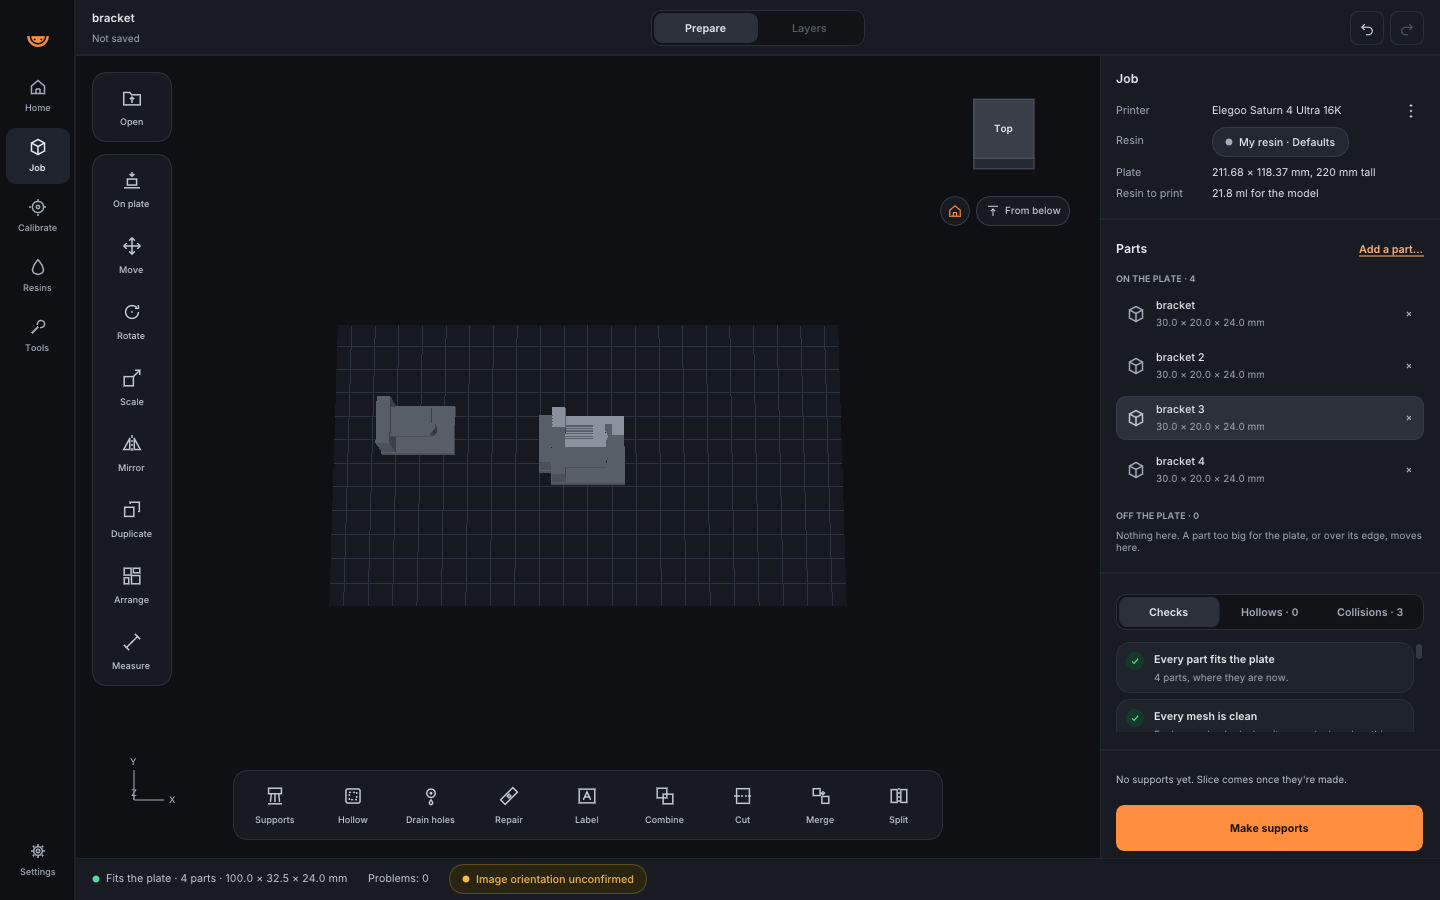 bracket
Not saved
Prepare
Layers
Home
Job
Calibrate
Resins
Tools
Settings
Open
On plate
Move
Rotate
Scale
Mirror
Duplicate
Arrange
Measure
Top
From below
Y
Z
X
Supports
Hollow
Drain holes
Repair
Label
Combine
Cut
Merge
Split
Job
Printer
Elegoo Saturn 4 Ultra 16K
Resin
My resin · Defaults
Plate
211.68 × 118.37 mm, 220 mm tall
Resin to print
21.8 ml for the model
Parts
Add a part...
ON THE PLATE · 4
bracket
30.0 × 20.0 × 24.0 mm
bracket 2
30.0 × 20.0 × 24.0 mm
bracket 3
30.0 × 20.0 × 24.0 mm
bracket 4
30.0 × 20.0 × 24.0 mm
OFF THE PLATE · 0
Nothing here. A part too big for the plate, or over its edge, moves
here.
Checks
Hollows · 0
Collisions · 3
Every part fits the plate
4 parts, where they are now.
Every mesh is clean
No supports yet. Slice comes once they're made.
Make supports
Fits the plate · 4 parts · 100.0 × 32.5 × 24.0 mm
Problems: 0
Image orientation unconfirmed